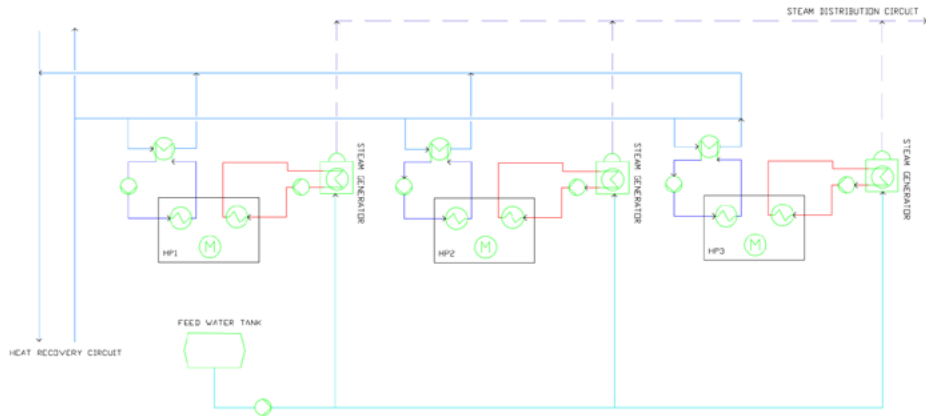 STEAM DISTRIBUTION CIRCUIT
STEAM GENERATOR
STEAM GENERATOR
STEAM GENERATOR
HP1
M
HP2
M
HP3
M
FEED WATER TANK
HEAT RECOVERY CIRCUIT